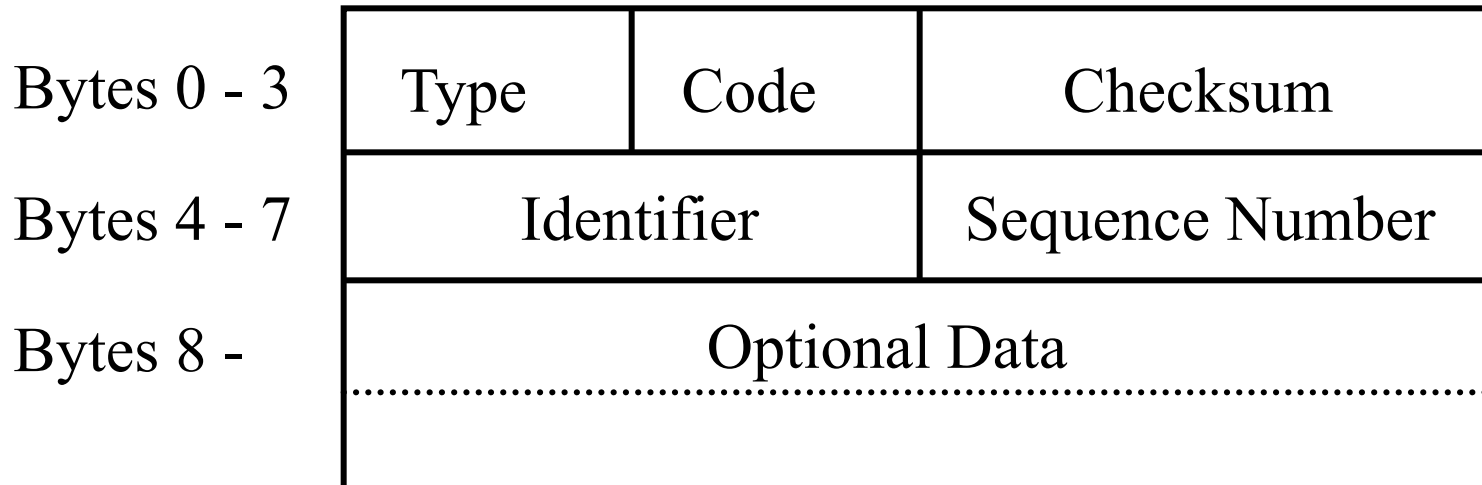 Bytes 0 - 3 Type Code Checksum
Bytes 4 - 7 Identifier Sequence Number
Bytes 8 - Optional Data